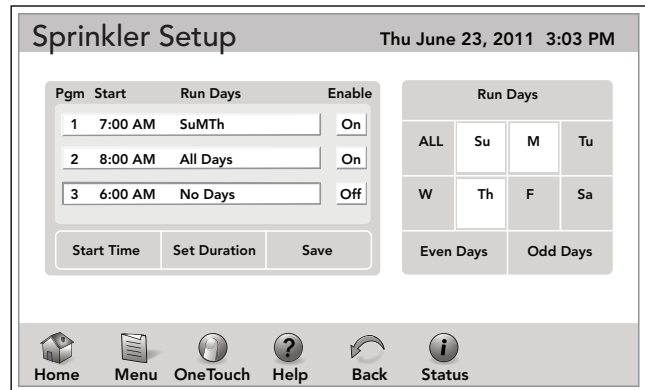 Sprinkler Setup
Thu June 23, 2011 3:03 PM
Pgm Start Run Days Enable
1 7:00 AM SuMTh On
2 8:00 AM All Days On
3 6:00 AM No Days Off
Start Time Set Duration Save
Run Days
ALL Su M Tu
W Th F Sa
Even Days Odd Days
Home Menu OneTouch Help Back Status